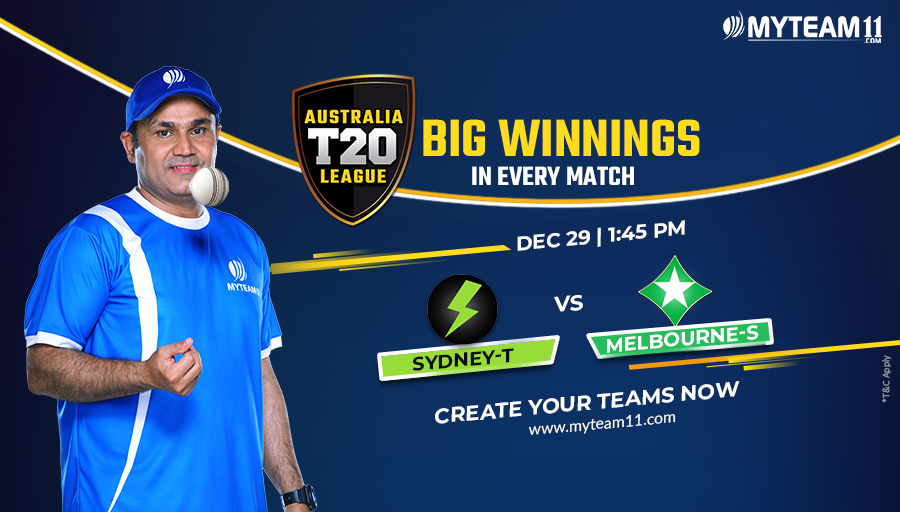 MYTEAM11
.COM
AUSTRALIA
T20
LEAGUE
BIG WINNINGS
IN EVERY MATCH
DEC 29 | 1:45 PM
SYDNEY-T
VS
MELBOURNE-S
CREATE YOUR TEAMS NOW
www.myteam11.com
MYTEAM11
*T&C Apply